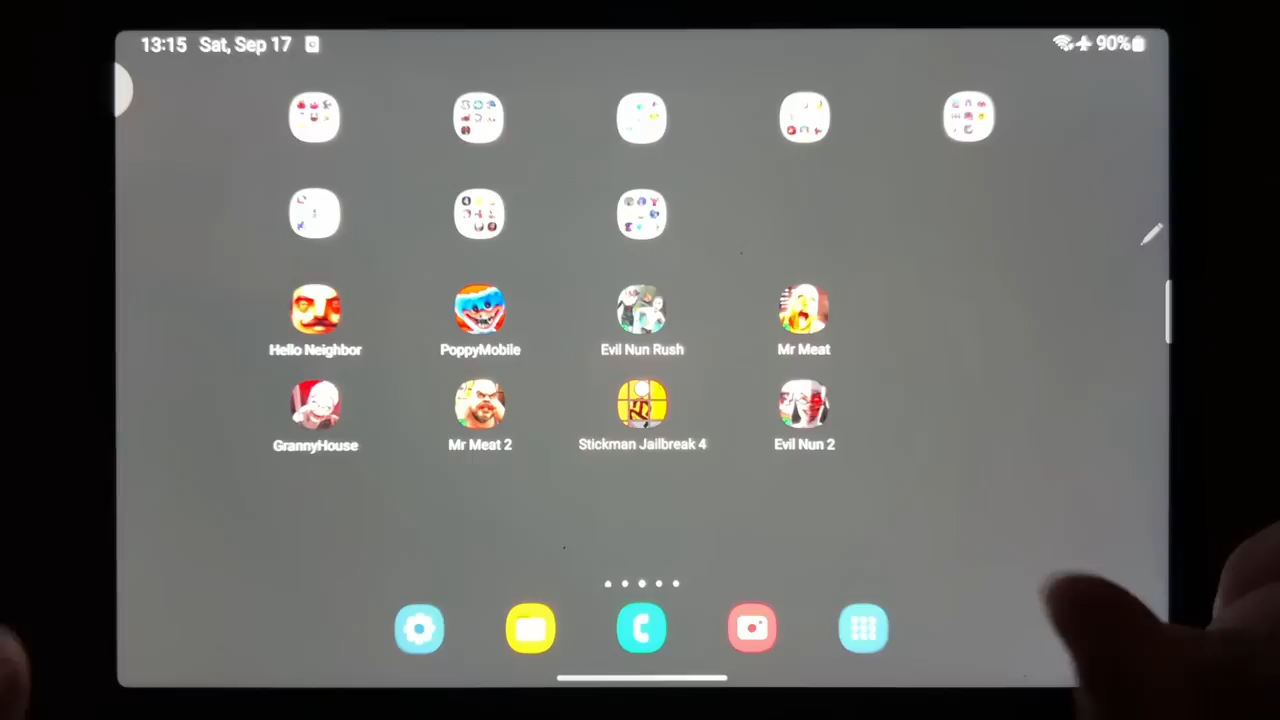 13:15 Sat, Sep 17 90%
Hello Neighbor PoppyMobile Evil Nun Rush Mr Meat
GrannyHouse Mr Meat 2 Stickman Jailbreak 4 Evil Nun 2